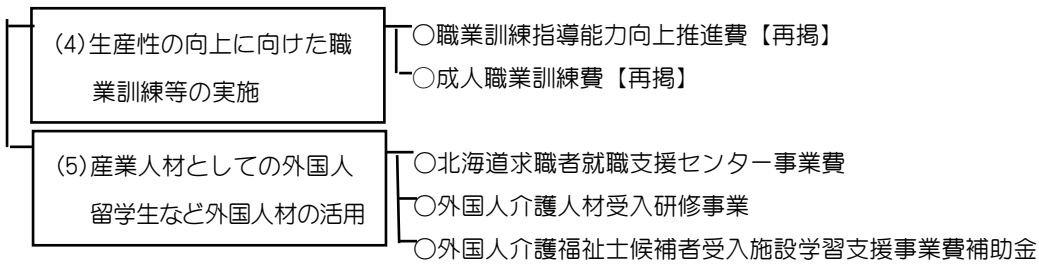 (4)生産性の向上に向けた職
業訓練等の実施
○職業訓練指導能力向上推進費【再掲】
○成人職業訓練費【再掲】
(5)産業人材としての外国人
留学生など外国人材の活用
○北海道求職者就職支援センター事業費
○外国人介護人材受入研修事業
○外国人介護福祉士候補者受入施設学習支援事業費補助金